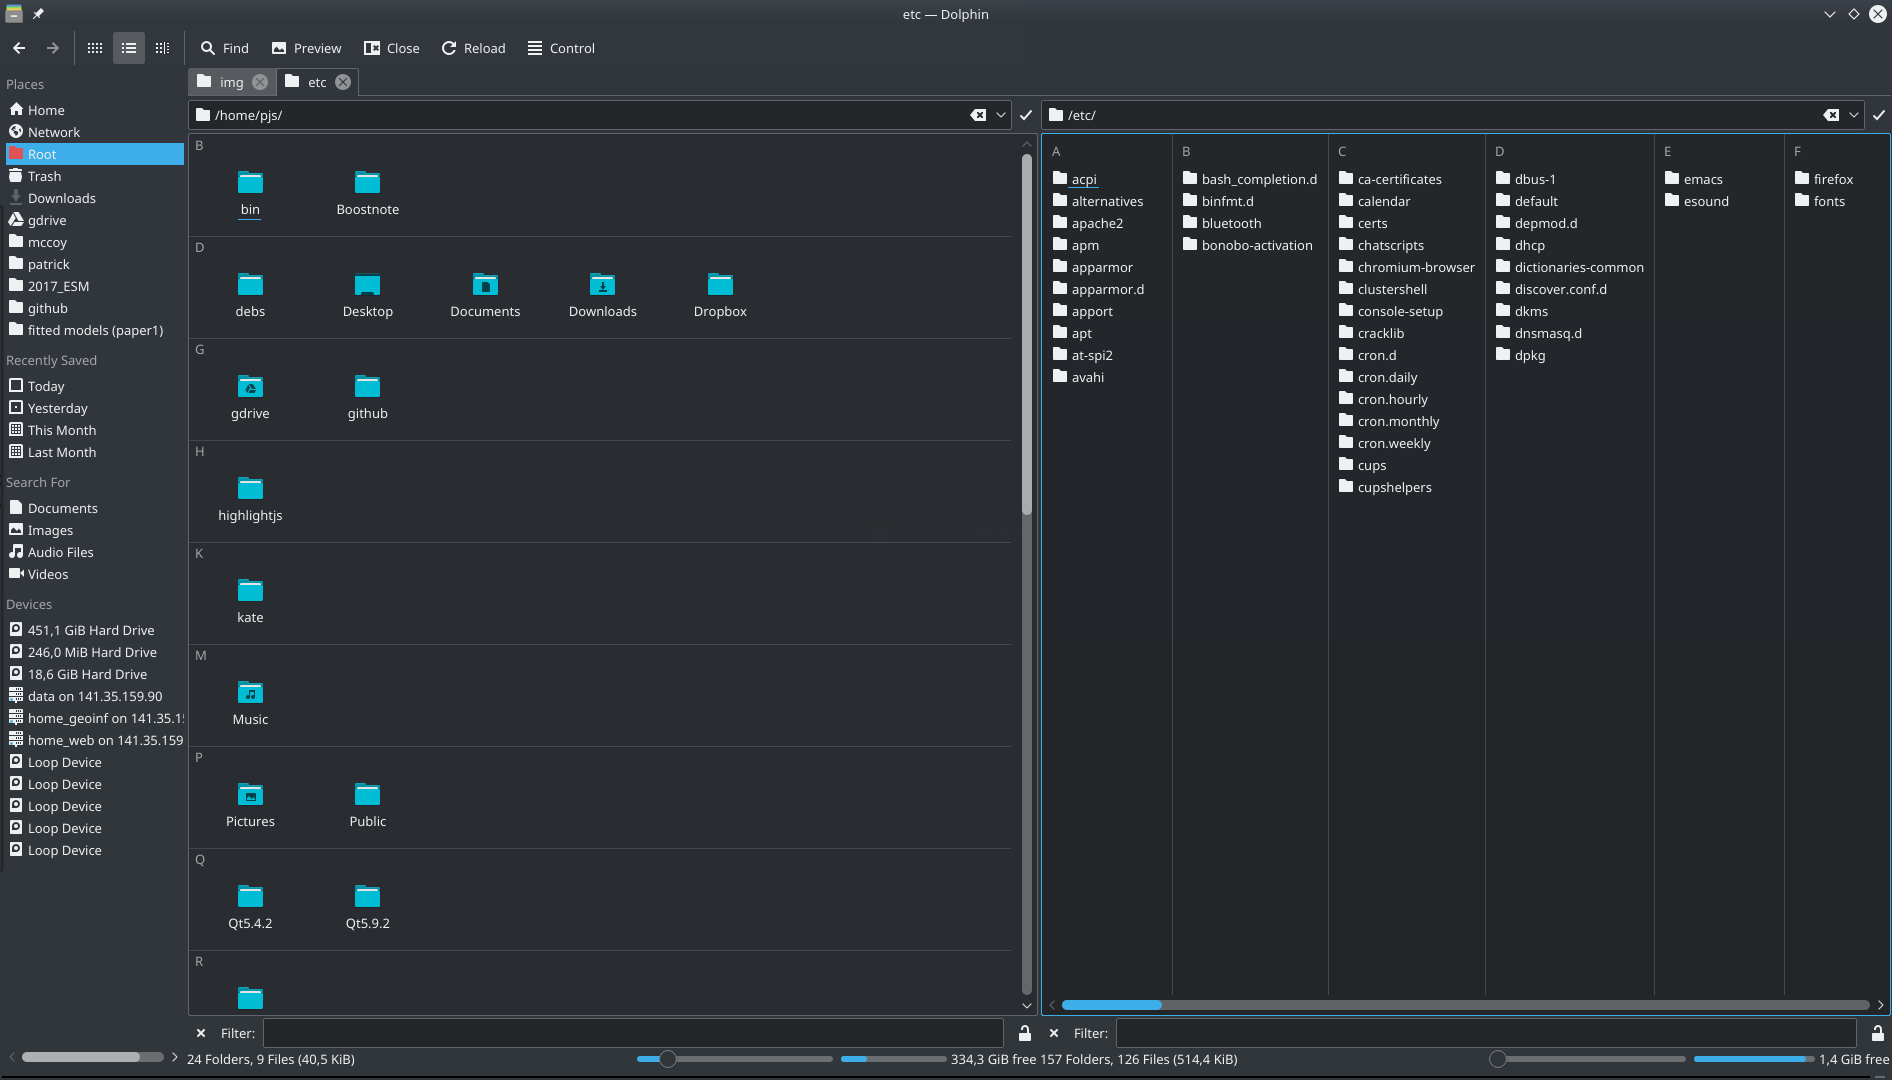 etc — Dolphin
Find Preview Close Reload Control
Places
Home
Network
Root
Trash
Downloads
gdrive
mccoy
patrick
2017_ESM
github
fitted models (paper1)
Recently Saved
Today
Yesterday
This Month
Last Month
Search For
Documents
Images
Audio Files
Videos
Devices
451,1 GiB Hard Drive
246,0 MiB Hard Drive
18,6 GiB Hard Drive
data on 141.35.159.90
home_geoinf on 141.35.15
home_web on 141.35.159
Loop Device
Loop Device
Loop Device
Loop Device
Loop Device
img etc
/home/pjs/
B
bin Boostnote
D
debs Desktop Documents Downloads Dropbox
G
gdrive github
H
highlightjs
K
kate
M
Music
P
Pictures Public
Q
Qt5.4.2 Qt5.9.2
R
Filter:
24 Folders, 9 Files (40,5 KiB) 334,3 GiB free
/etc/
A
acpi
alternatives
apache2
apm
apparmor
apparmor.d
apport
apt
at-spi2
avahi
B
bash_completion.d
binfmt.d
bluetooth
bonobo-activation
C
ca-certificates
calendar
certs
chatscripts
chromium-browser
clustershell
console-setup
cracklib
cron.d
cron.daily
cron.hourly
cron.monthly
cron.weekly
cups
cupshelpers
D
dbus-1
default
depmod.d
dhcp
dictionaries-common
discover.conf.d
dkms
dnsmasq.d
dpkg
E
emacs
esound
F
firefox
fonts
Filter:
157 Folders, 126 Files (514,4 KiB) 1,4 GiB free